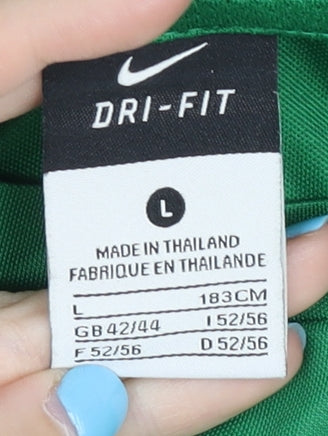 DRI-FIT
L
MADE IN THAILAND
FABRIQUE EN THAILANDE
L 183CM
GB 42/44 I 52/56
F 52/56 D 52/56